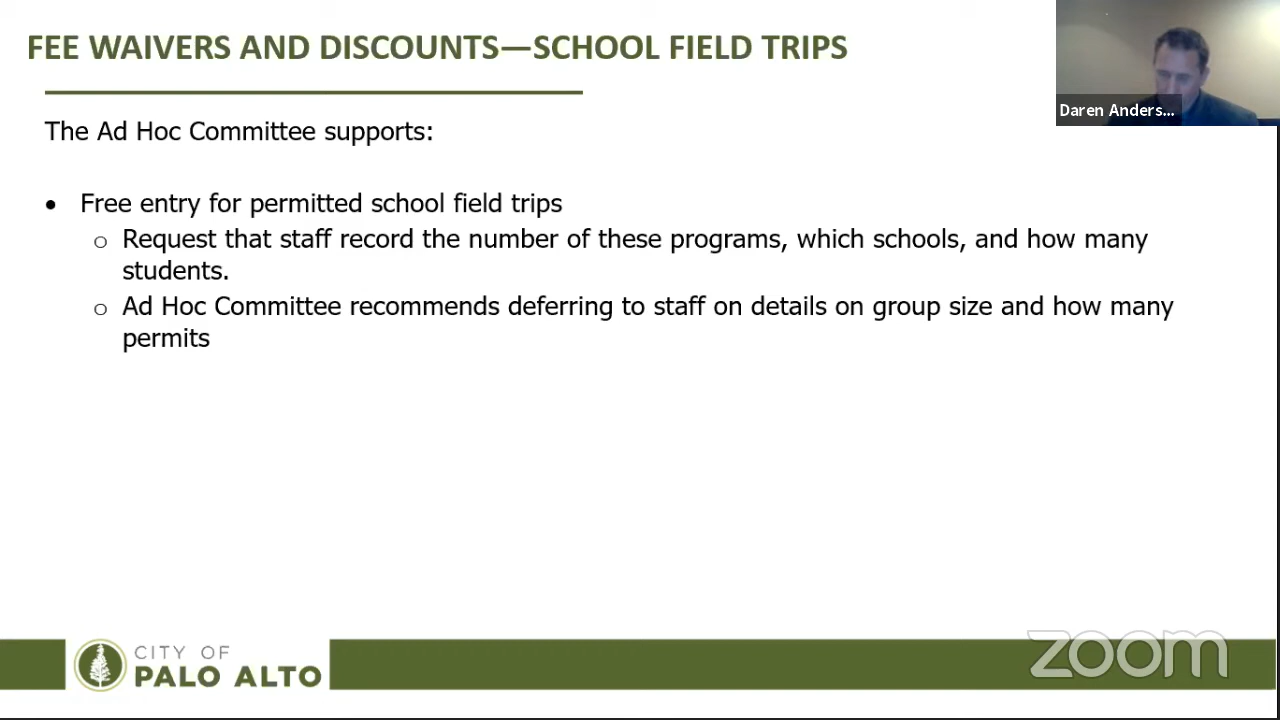 FEE WAIVERS AND DISCOUNTS—SCHOOL FIELD TRIPS
Daren Anders...
The Ad Hoc Committee supports:
• Free entry for permitted school field trips
o Request that staff record the number of these programs, which schools, and how many
students.
o Ad Hoc Committee recommends deferring to staff on details on group size and how many
permits
CITY OF
PALO ALTO
zoom